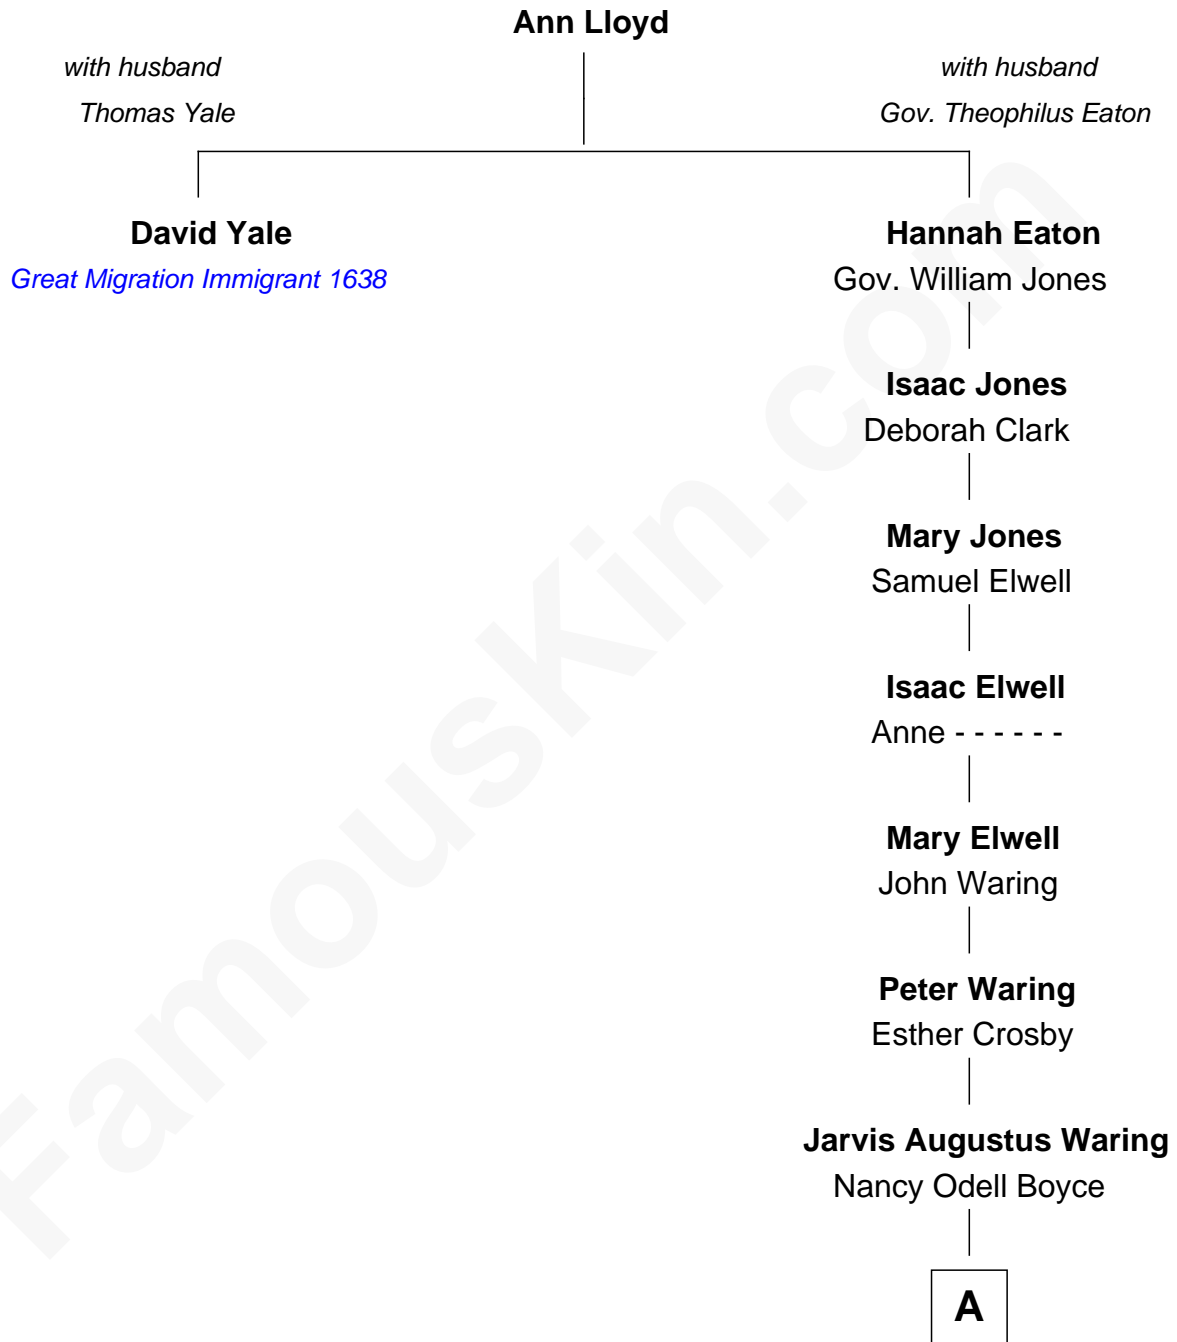 Ann Lloyd
with husband
Thomas Yale
with husband
Gov. Theophilus Eaton
David Yale
Great Migration Immigrant 1638
Hannah Eaton
Gov. William Jones
Isaac Jones
Deborah Clark
Mary Jones
Samuel Elwell
Isaac Elwell
Anne - - - - - -
Mary Elwell
John Waring
Peter Waring
Esther Crosby
Jarvis Augustus Waring
Nancy Odell Boyce
A
FamousKin.com